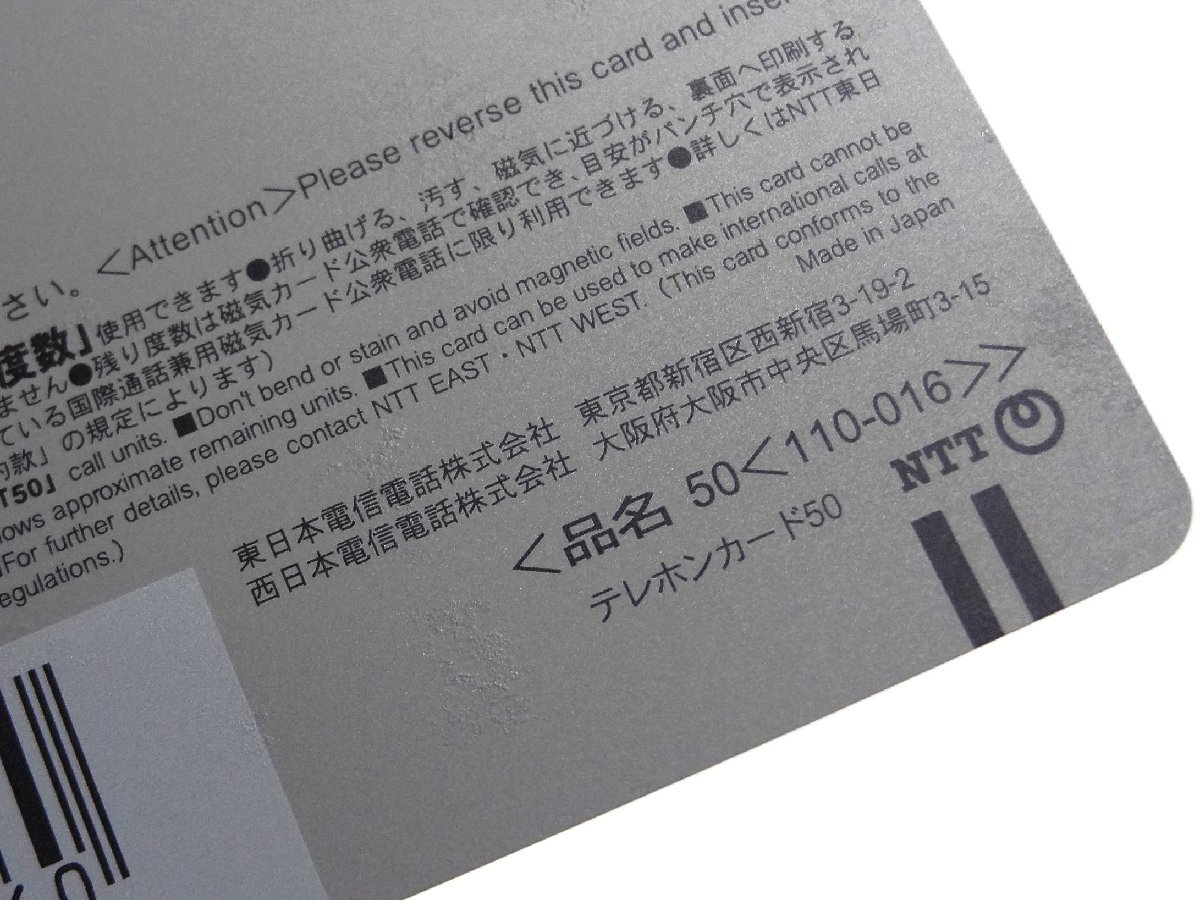 さい。<Attention>Please reverse this card and inser
度数」使用できます●折り曲げる、汚す、磁気に近づける、裏面へ印刷する
ません●残り度数は磁気カード公衆電話で確認でき、目安がパンチ穴で表示され
ている国際通話兼用磁気カード公衆電話に限り利用できます●詳しくはNTT東日
約款」の規定によります)
T50」 call units. ■Don't bend or stain and avoid magnetic fields. ■This card cannot be
ows approximate remaining units. ■This card can be used to make international calls at
For further details, please contact NTT EAST・NTT WEST. (This card conforms to the
egulations.)
Made in Japan
東日本電信電話株式会社 東京都新宿区西新宿3-19-2
西日本電信電話株式会社 大阪府大阪市中央区馬場町3-15
<品名 50<110-016>>
テレホンカード50
NTT